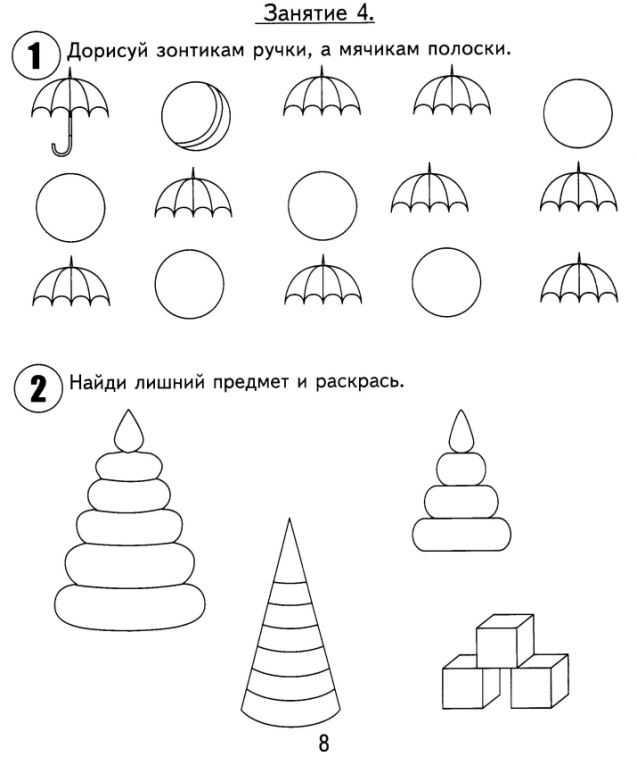 Занятие 4.
1 Дорисуй зонтикам ручки, а мячикам полоски.
2 Найди лишний предмет и раскрась.
8